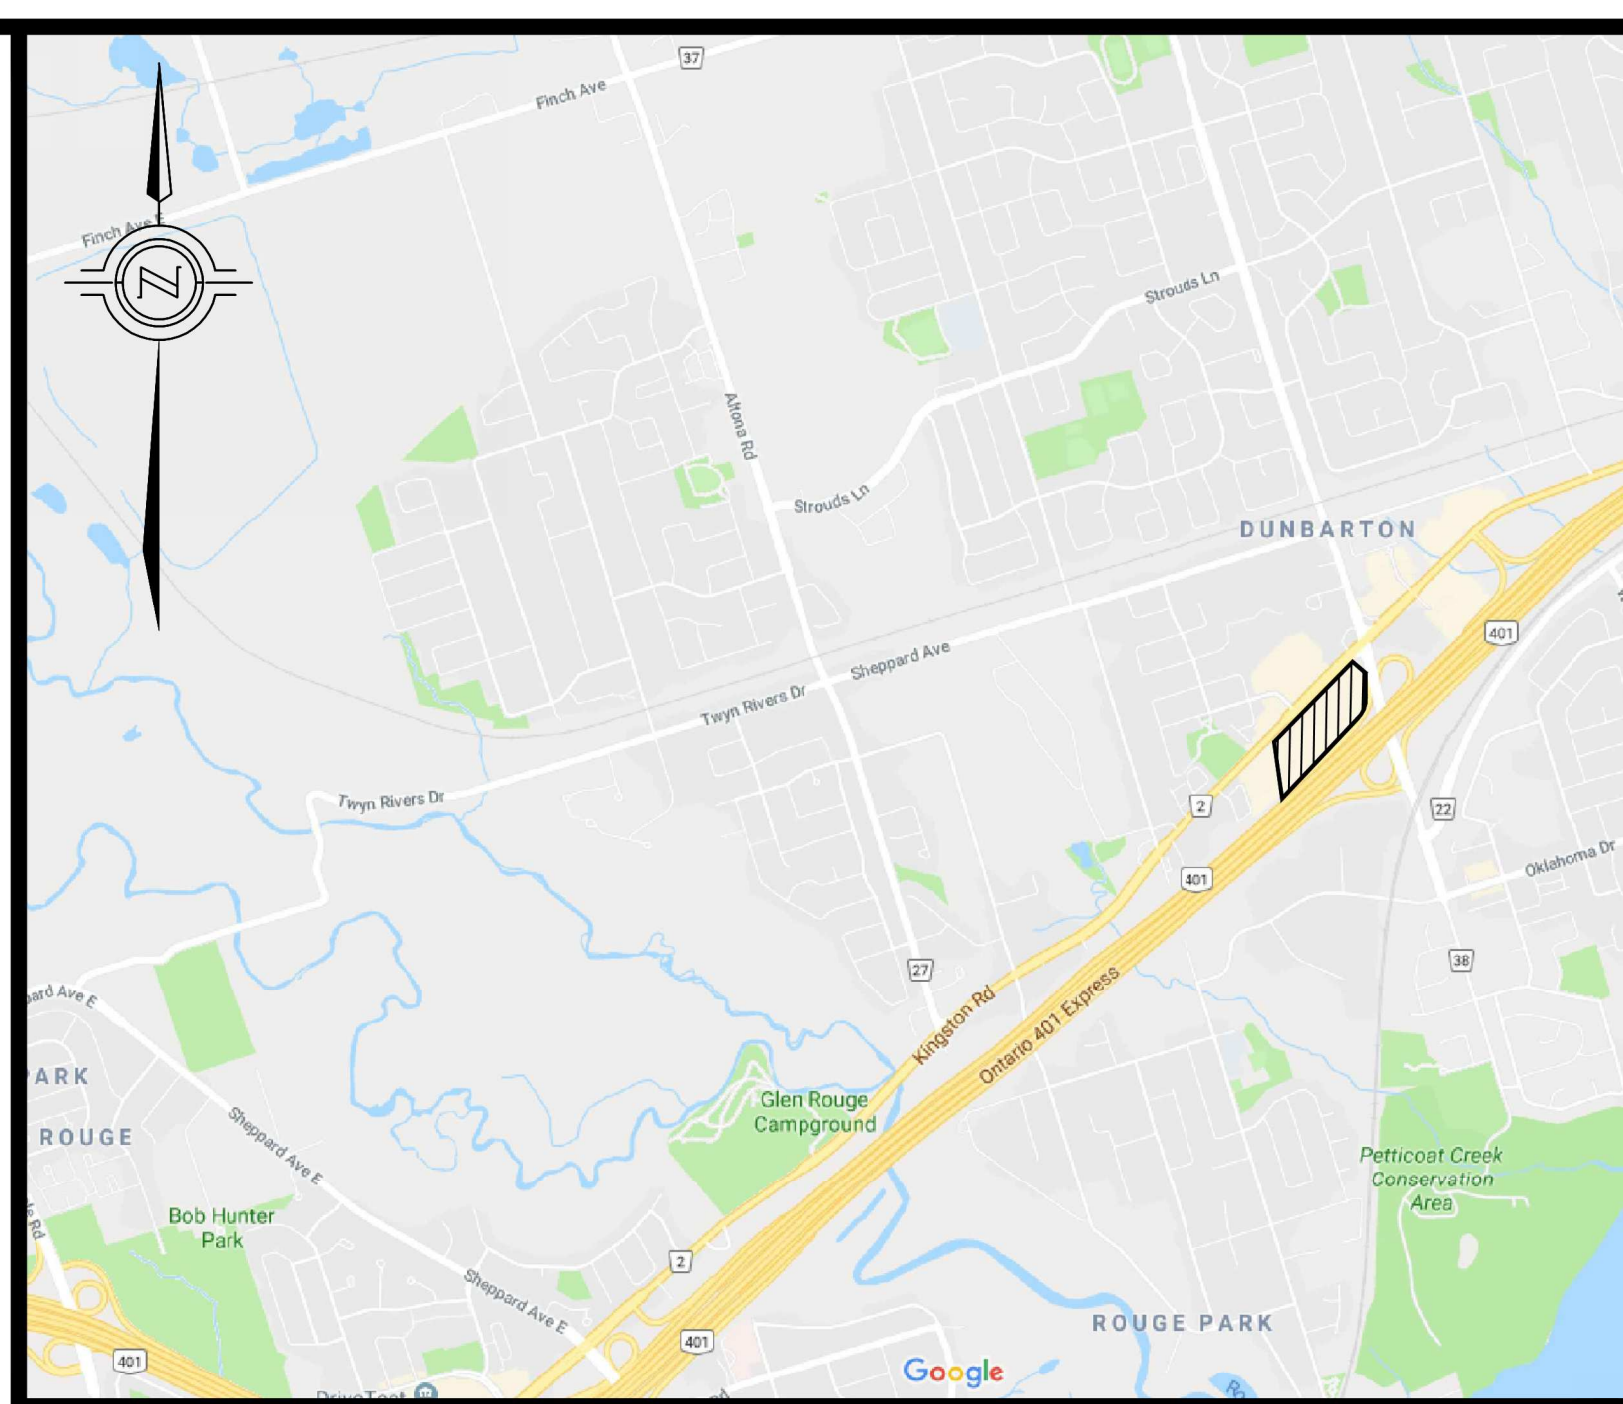 37
Finch Ave
Finch Ave E
N
Strouds Ln
Altona Rd
Strouds Ln
DUNBARTON
401
Sheppard Ave
Twyn Rivers Dr
Twyn Rivers Dr
2
22
Oklahoma Dr
401
38
27
Kingston Rd
Ontario 401 Express
ard Ave E
ARK
ROUGE
Glen Rouge
Campground
Sheppard Ave E
Petticoat Creek
Conservation
Area
Bob Hunter
Park
2
Sheppard Ave E
ROUGE PARK
401
401
Google